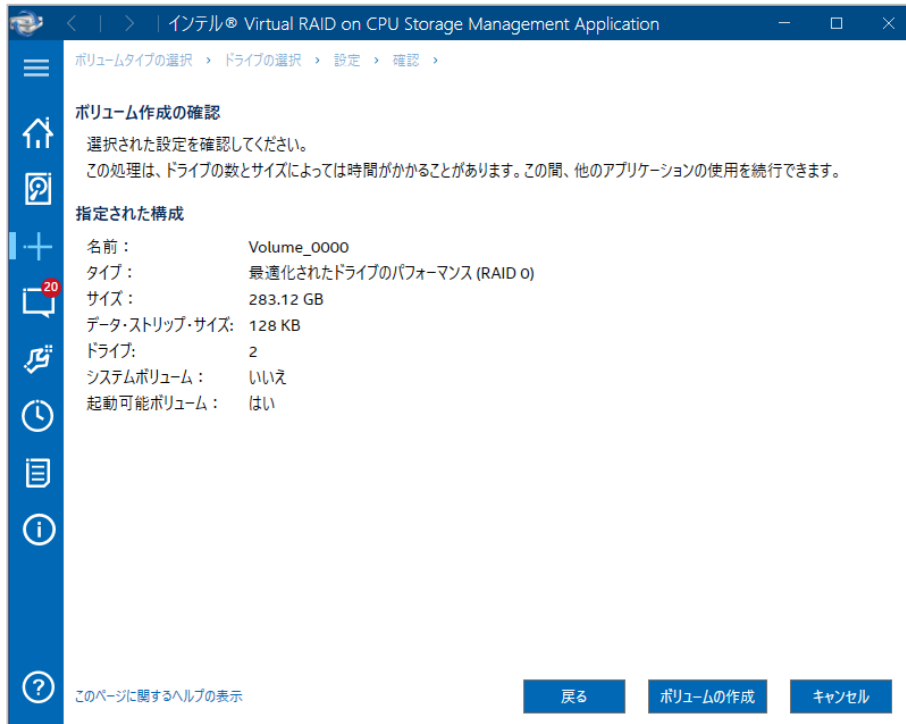 インテル® Virtual RAID on CPU Storage Management Application
ボリュームタイプの選択 › ドライブの選択 › 設定 › 確認 ›
ボリューム作成の確認
選択された設定を確認してください。
この処理は、ドライブの数とサイズによっては時間がかかることがあります。この間、他のアプリケーションの使用を続行できます。
指定された構成
名前： Volume_0000
タイプ： 最適化されたドライブのパフォーマンス (RAID 0)
サイズ： 283.12 GB
データ・ストリップ・サイズ: 128 KB
ドライブ: 2
システムボリューム： いいえ
起動可能ボリューム： はい
20
このページに関するヘルプの表示
戻る
ボリュームの作成
キャンセル